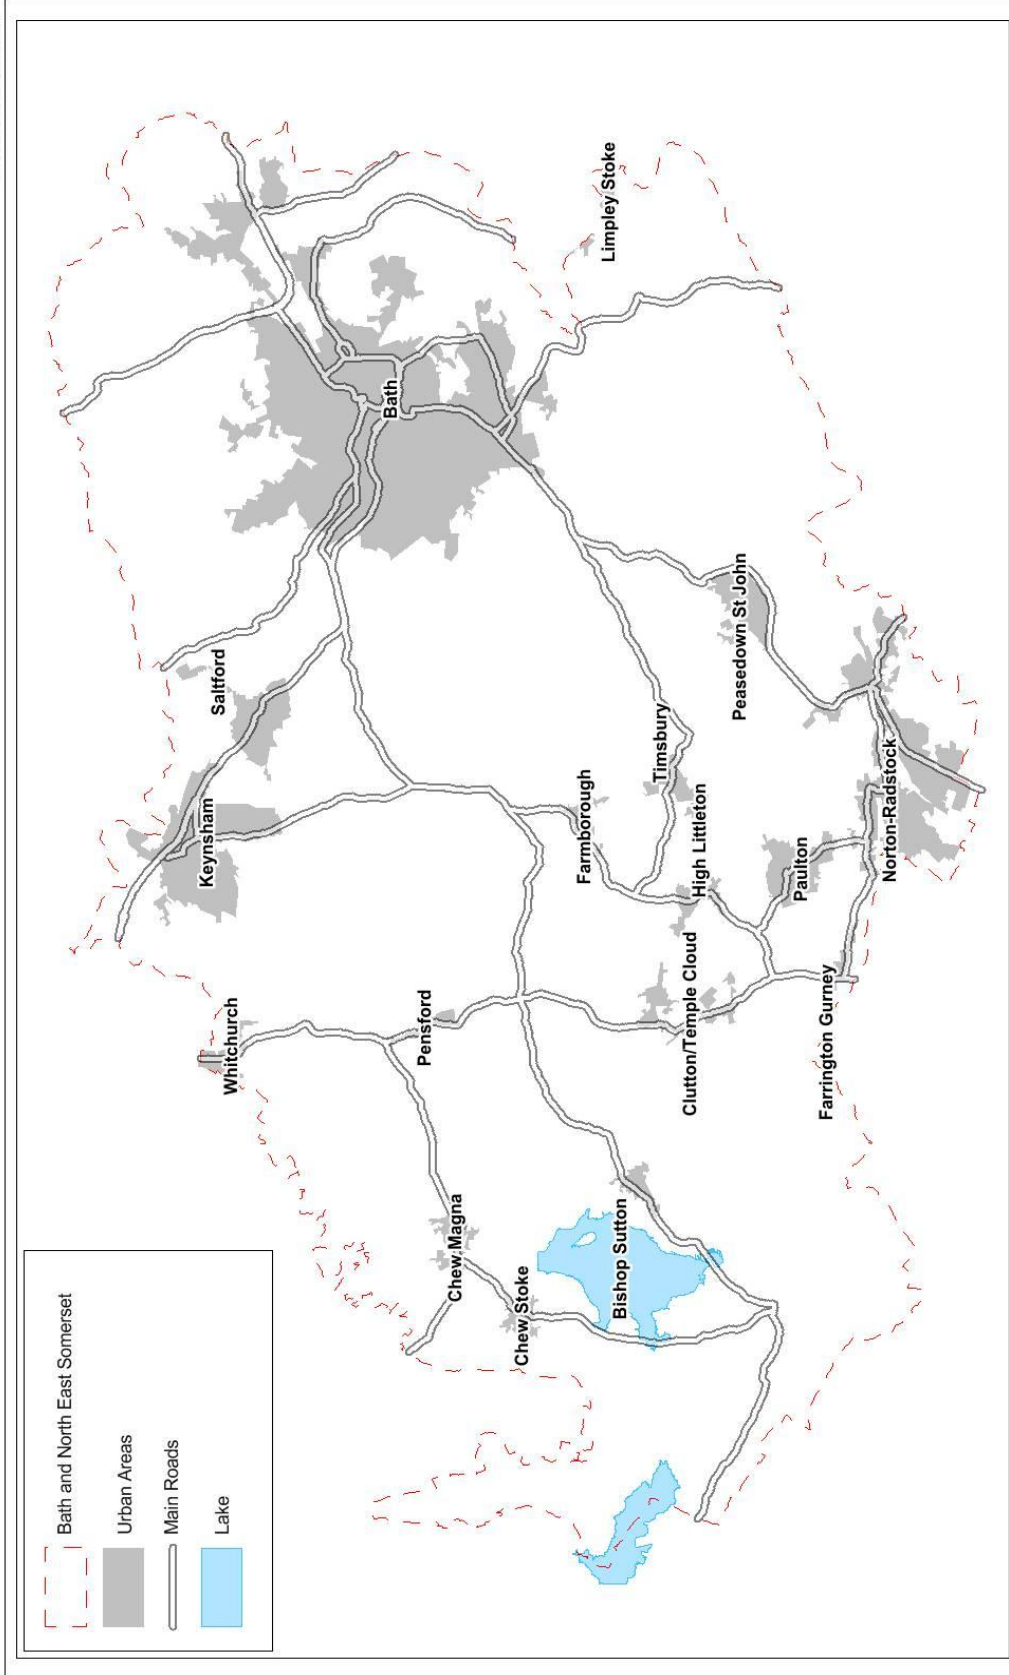 Bath and North East Somerset
Urban Areas
Main Roads
Lake
Whitchurch
Keynsham
Saltford
Bath
Limpley Stoke
Pensford
Chew Magna
Chew Stoke
Bishop Sutton
Farmborough
Timsbury
High Littleton
Clutton/Temple Cloud
Peasedown St John
Paulton
Farrington Gurney
Norton-Radstock